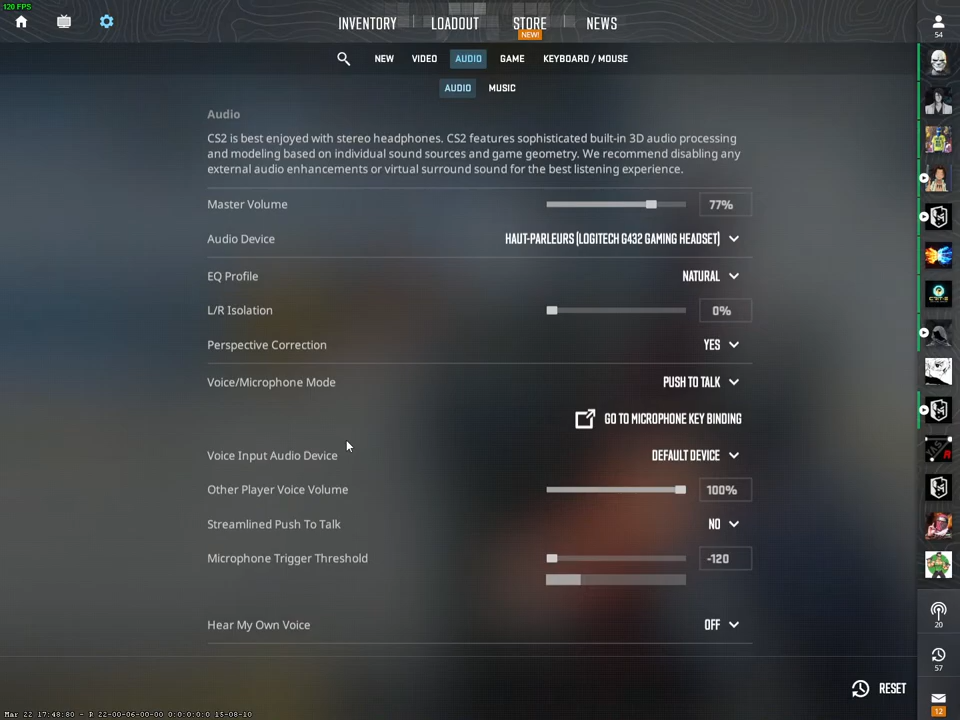 120 FPS
INVENTORY LOADOUT STORE NEWS
NEW!
54
NEW VIDEO AUDIO GAME KEYBOARD / MOUSE
AUDIO MUSIC
Audio
CS2 is best enjoyed with stereo headphones. CS2 features sophisticated built-in 3D audio processing
and modeling based on individual sound sources and game geometry. We recommend disabling any
external audio enhancements or virtual surround sound for the best listening experience.
Master Volume 77%
Audio Device HAUT-PARLEURS (LOGITECH G432 GAMING HEADSET)
EQ Profile NATURAL
L/R Isolation 0%
Perspective Correction YES
Voice/Microphone Mode PUSH TO TALK
GO TO MICROPHONE KEY BINDING
Voice Input Audio Device DEFAULT DEVICE
Other Player Voice Volume 100%
Streamlined Push To Talk NO
Microphone Trigger Threshold -120
Hear My Own Voice OFF
20
57
RESET
12